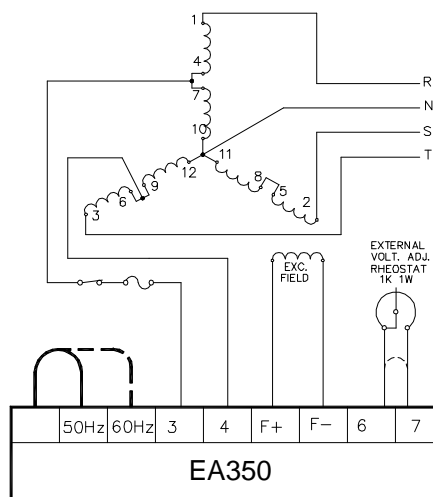 1
4
7
10
R
N
S
T
12
11
9
6
3
8
5
2
EXC.
FIELD
EXTERNAL
VOLT. ADJ.
RHEOSTAT
1K 1W
50Hz 60Hz 3 4 F+ F- 6 7
EA350